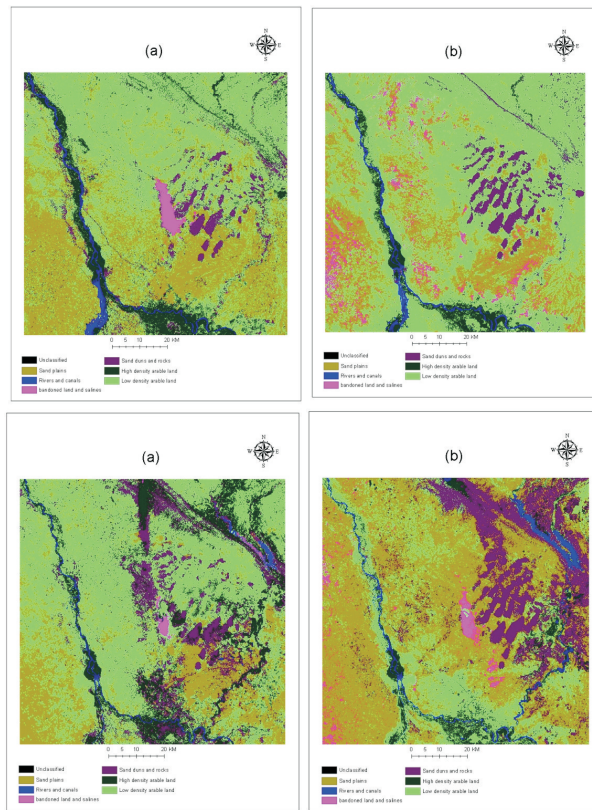 (a)
N
W E
S
0 5 10 20 KM
Unclassified
Sand plains
Rivers and canals
bandoned land and salines
Sand duns and rocks
High density arable land
Low density arable land
(b)
N
W E
S
0 5 10 20 KM
Unclassified
Sand plains
Rivers and canals
bandoned land and salines
Sand duns and rocks
High density arable land
Low density arable land
(a)
N
W E
S
0 5 10 20 KM
Unclassified
Sand plains
Rivers and canals
bandoned land and salines
Sand duns and rocks
High density arable land
Low density arable land
(b)
N
W E
S
0 5 10 20 KM
Unclassified
Sand plains
Rivers and canals
bandoned land and salines
Sand duns and rocks
High density arable land
Low density arable land